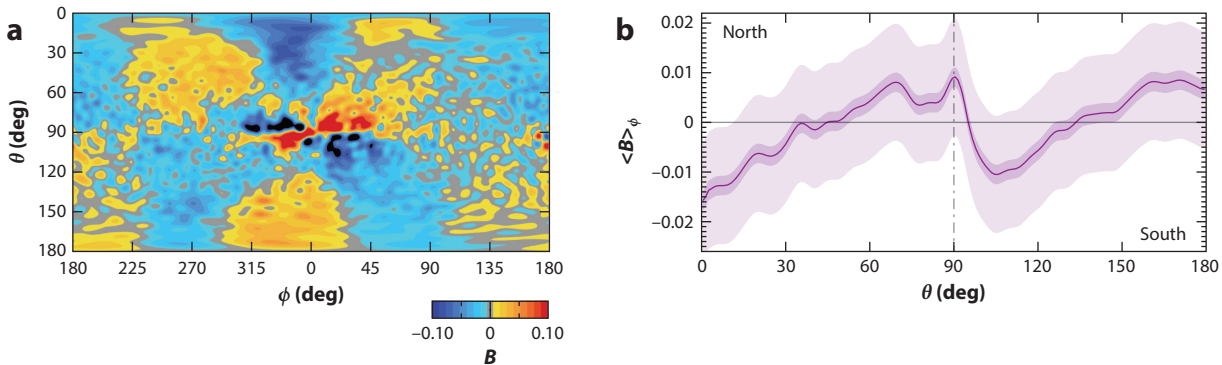 a
θ (deg)
0
30
60
90
120
150
180
180 225 270 315 0 45 90 135 180
ϕ (deg)
−0.10 0 0.10
B
b
<B>ϕ
0.02
0.01
0
−0.01
−0.02
North
South
0 30 60 90 120 150 180
θ (deg)